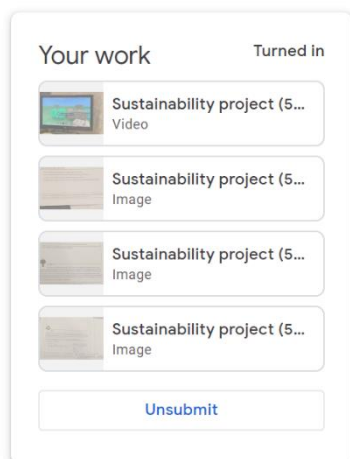 Your work
Turned in
Sustainability project (5...
Video
Sustainability project (5...
Image
Sustainability project (5...
Image
Sustainability project (5...
Image
Unsubmit